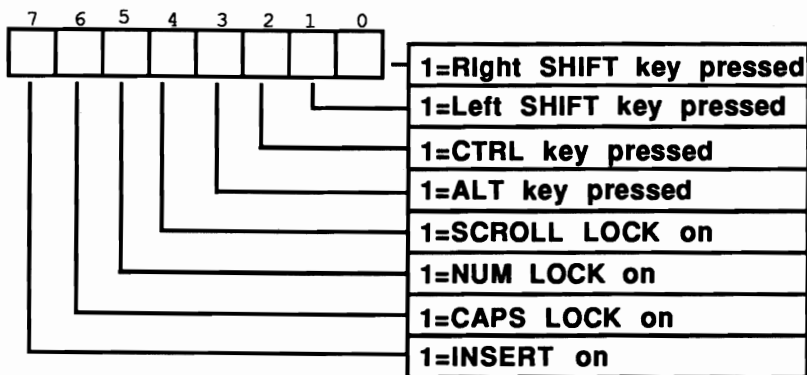 7 6 5 4 3 2 1 0
1=Right SHIFT key pressed
1=Left SHIFT key pressed
1=CTRL key pressed
1=ALT key pressed
1=SCROLL LOCK on
1=NUM LOCK on
1=CAPS LOCK on
1=INSERT on